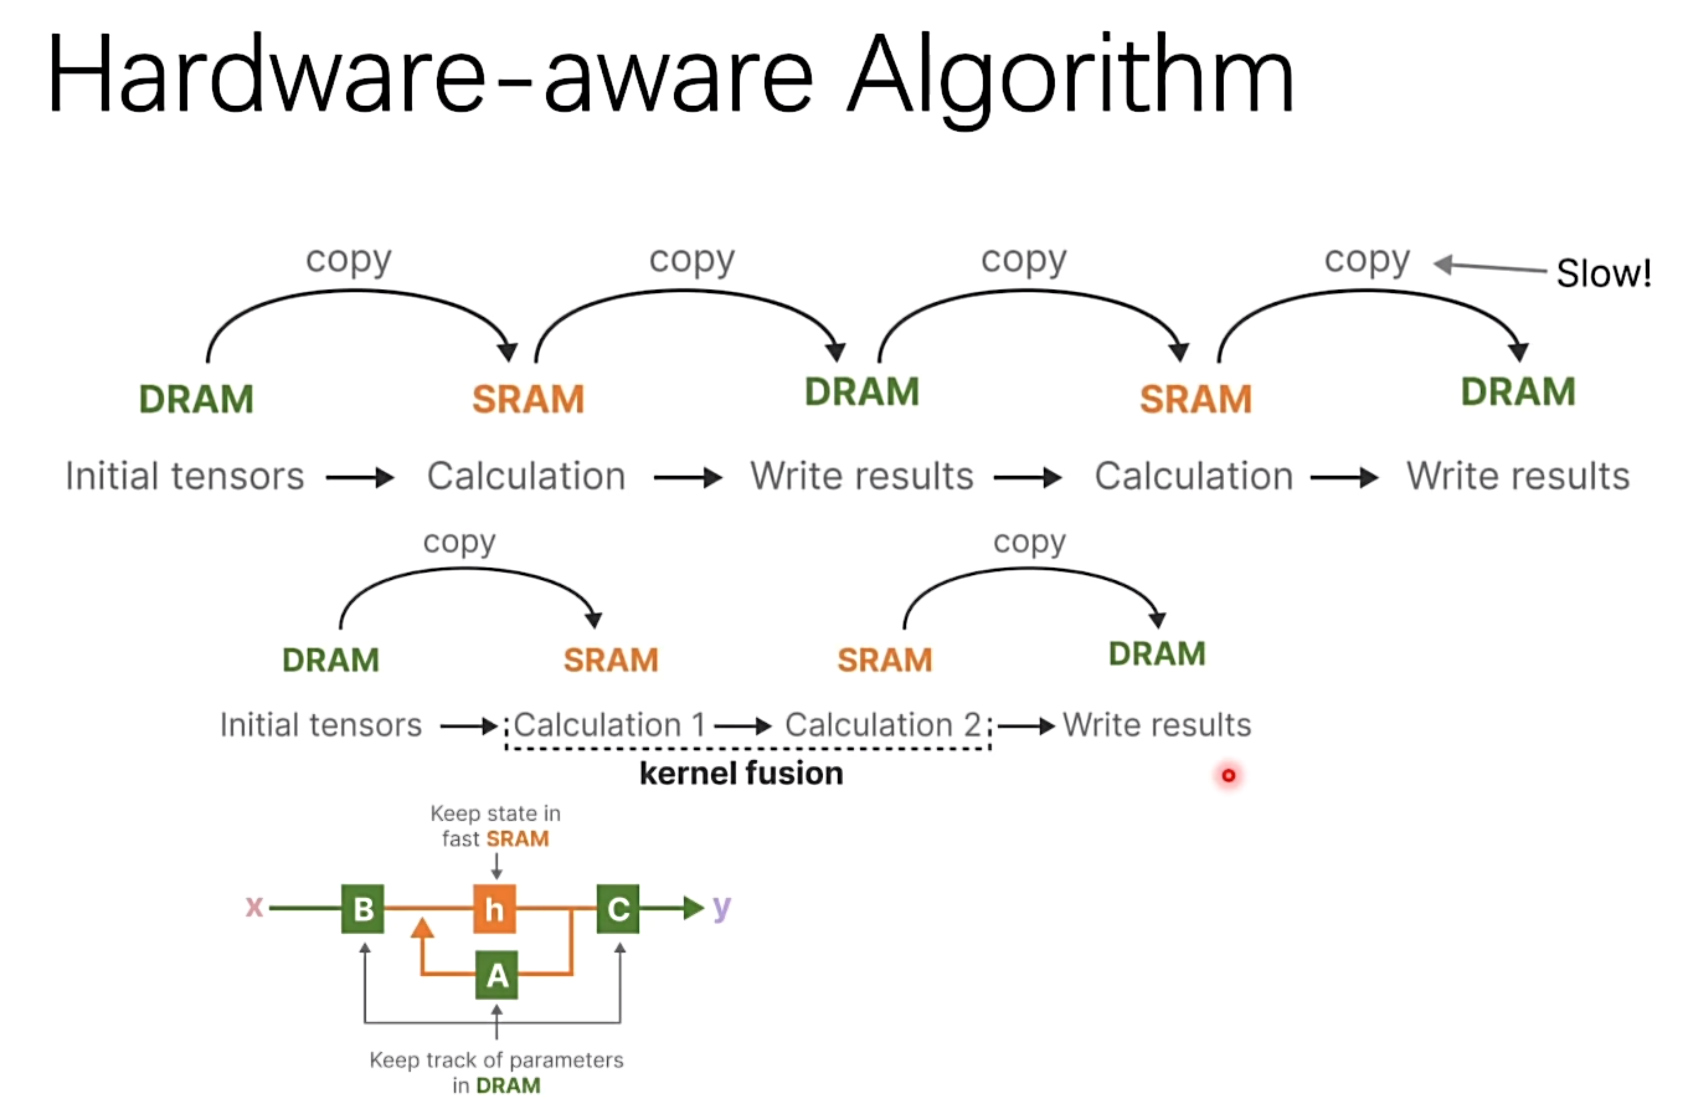 Hardware-aware Algorithm
copy copy copy copy Slow!
DRAM SRAM DRAM SRAM DRAM
Initial tensors Calculation Write results Calculation Write results
copy copy
DRAM SRAM SRAM DRAM
Initial tensors Calculation 1 Calculation 2 Write results
kernel fusion
Keep state in
fast SRAM
x B h C y
A
Keep track of parameters
in DRAM